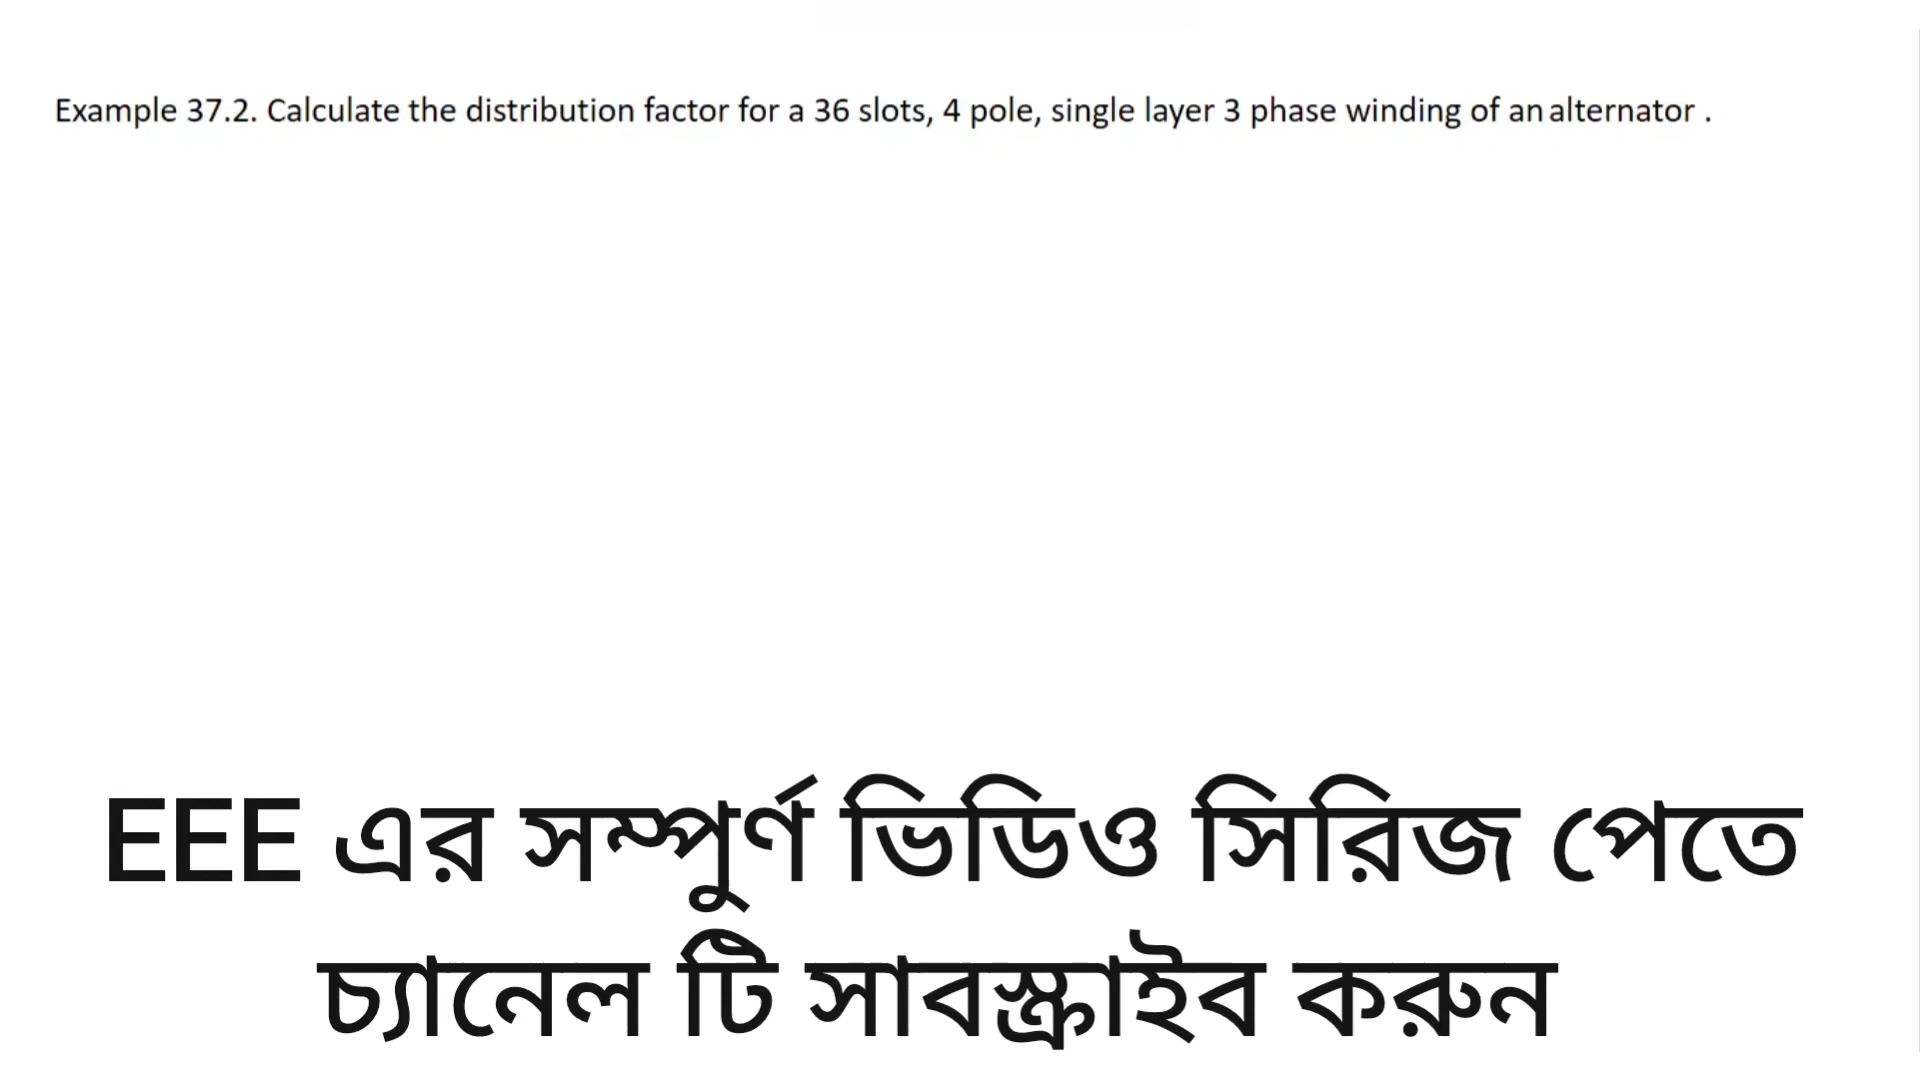 Example 37.2. Calculate the distribution factor for a 36 slots, 4 pole, single layer 3 phase winding of an alternator .
EEE এর সম্পুর্ণ ভিডিও সিরিজ পেতে
চ্যানেল টি সাবস্ক্রাইব করুন